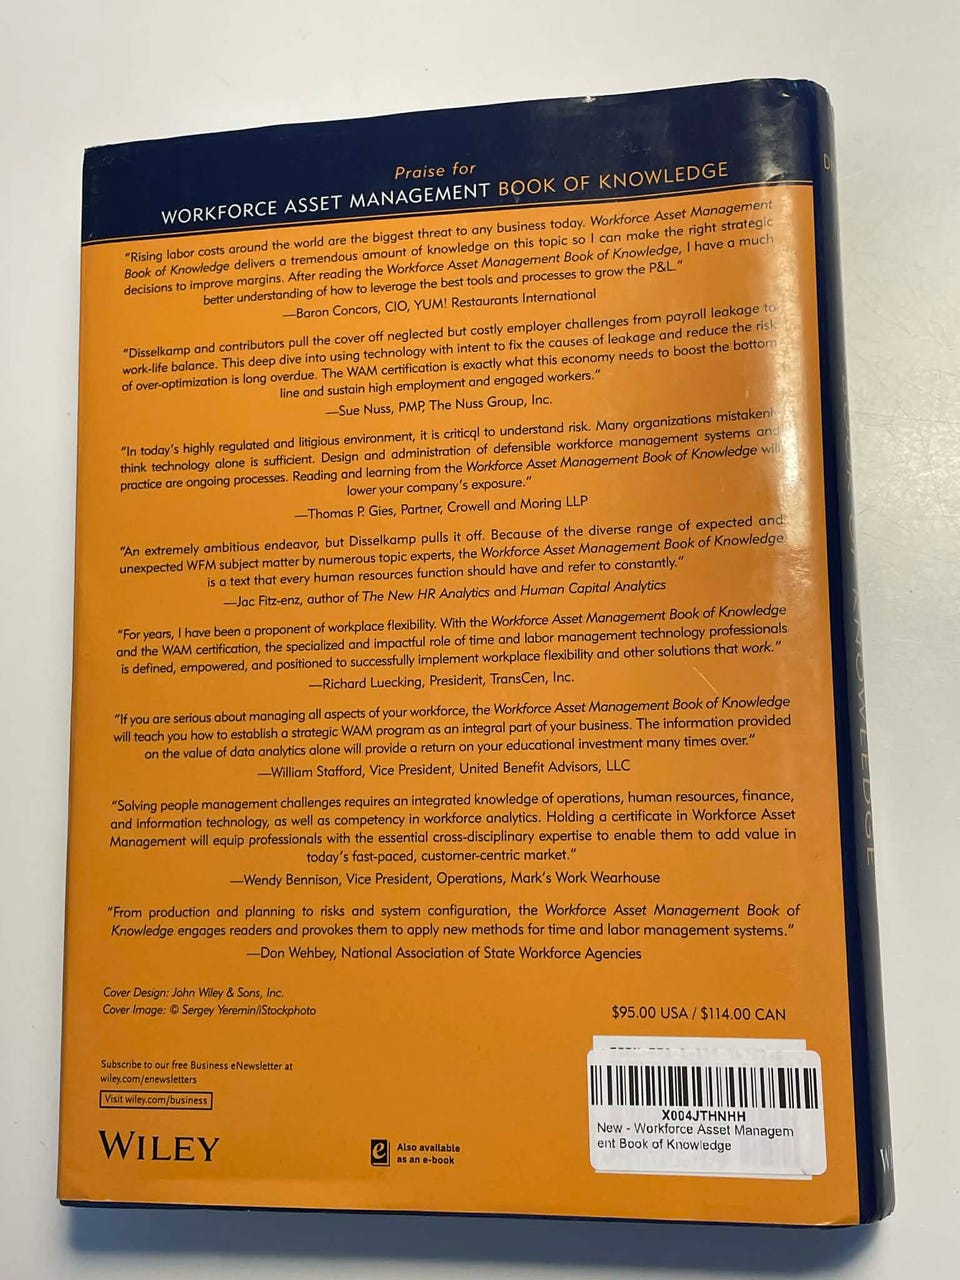 Praise for
WORKFORCE ASSET MANAGEMENT BOOK OF KNOWLEDGE
"Rising labor costs around the world are the biggest threat to any business today. Workforce Asset Management
Book of Knowledge delivers a tremendous amount of knowledge on this topic so I can make the right strategic
decisions to improve margins. After reading the Workforce Asset Management Book of Knowledge, I have a much
better understanding of how to leverage the best tools and processes to grow the P&L."
—Baron Concors, CIO, YUM! Restaurants International
"Disselkamp and contributors pull the cover off neglected but costly employer challenges from payroll leakage to
work-life balance. This deep dive into using technology with intent to fix the causes of leakage and reduce the risk
of over-optimization is long overdue. The WAM certification is exactly what this economy needs to boost the bottom
line and sustain high employment and engaged workers."
—Sue Nuss, PMP, The Nuss Group, Inc.
"In today's highly regulated and litigious environment, it is critical to understand risk. Many organizations mistakenly
think technology alone is sufficient. Design and administration of defensible workforce management systems and
practice are ongoing processes. Reading and learning from the Workforce Asset Management Book of Knowledge will
lower your company's exposure."
—Thomas P. Gies, Partner, Crowell and Moring LLP
"An extremely ambitious endeavor, but Disselkamp pulls it off. Because of the diverse range of expected and
unexpected WFM subject matter by numerous topic experts, the Workforce Asset Management Book of Knowledge
is a text that every human resources function should have and refer to constantly."
—Jac Fitz-enz, author of The New HR Analytics and Human Capital Analytics
"For years, I have been a proponent of workplace flexibility. With the Workforce Asset Management Book of Knowledge
and the WAM certification, the specialized and impactful role of time and labor management technology professionals
is defined, empowered, and positioned to successfully implement workplace flexibility and other solutions that work."
—Richard Luecking, President, TransCen, Inc.
"If you are serious about managing all aspects of your workforce, the Workforce Asset Management Book of Knowledge
will teach you how to establish a strategic WAM program as an integral part of your business. The information provided
on the value of data analytics alone will provide a return on your educational investment many times over."
—William Stafford, Vice President, United Benefit Advisors, LLC
"Solving people management challenges requires an integrated knowledge of operations, human resources, finance,
and information technology, as well as competency in workforce analytics. Holding a certificate in Workforce Asset
Management will equip professionals with the essential cross-disciplinary expertise to enable them to add value in
today's fast-paced, customer-centric market."
—Wendy Bennison, Vice President, Operations, Mark's Work Wearhouse
"From production and planning to risks and system configuration, the Workforce Asset Management Book of
Knowledge engages readers and provokes them to apply new methods for time and labor management systems."
—Don Wehbey, National Association of State Workforce Agencies
Cover Design: John Wiley & Sons, Inc.
Cover Image: © Sergey Yeremin/iStockphoto
$95.00 USA / $114.00 CAN
Subscribe to our free Business eNewsletter at
wiley.com/enewsletters
Visit wiley.com/business
WILEY
e
Also available
as an e-book
X004JTHNHH
New - Workforce Asset Managem
ent Book of Knowledge
KNOWLEDGE